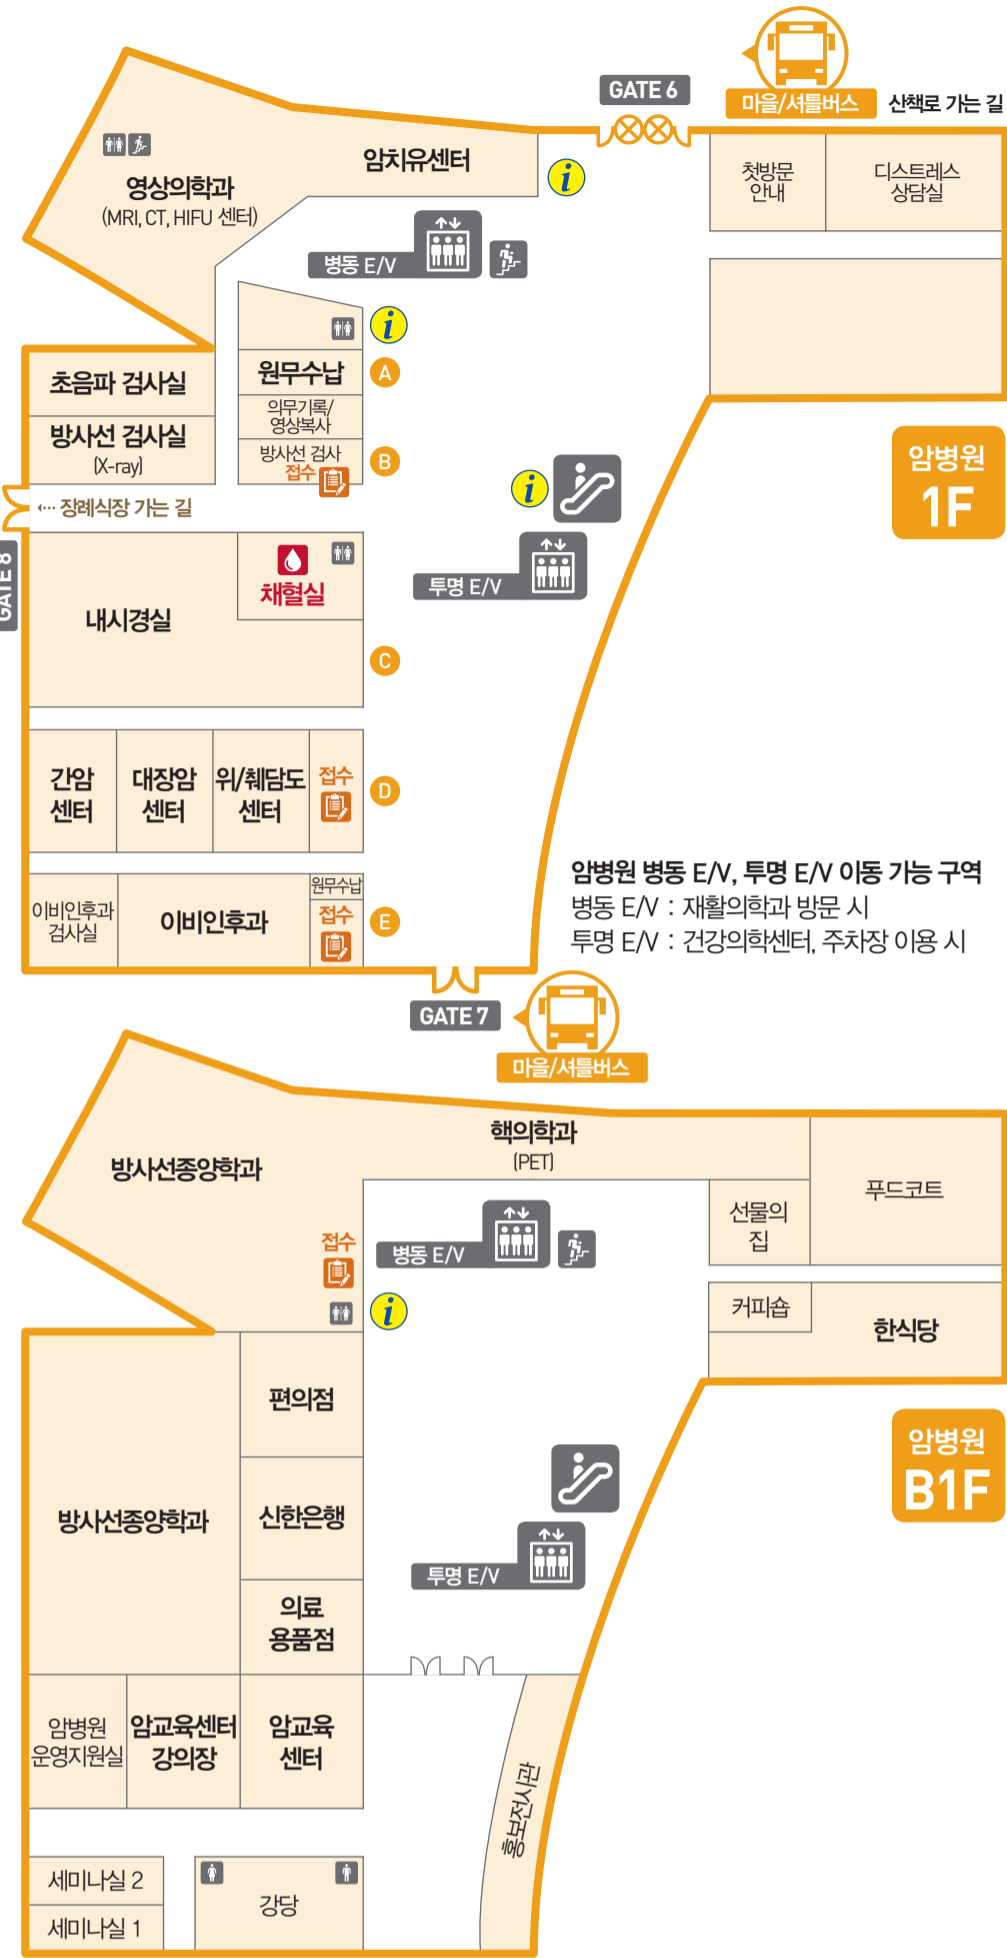 GATE 6
마을/셔틀버스
산책로 가는 길
암치유센터
영상의학과
(MRI, CT, HIFU 센터)
i
첫방문
안내
디스트레스
상담실
병동 E/V
i
원무수납
A
의무기록/
영상복사
방사선 검사
접수
B
초음파 검사실
방사선 검사실
(X-ray)
암병원
1F
i
장례식장 가는 길
GATE 8
투명 E/V
채혈실
내시경실
C
간암
센터
대장암
센터
위/췌담도
센터
접수
D
암병원 병동 E/V, 투명 E/V 이동 가능 구역
병동 E/V : 재활의학과 방문 시
투명 E/V : 건강의학센터, 주차장 이용 시
이비인후과
검사실
이비인후과
원무수납
접수
E
GATE 7
마을/셔틀버스
핵의학과
(PET)
방사선종양학과
푸드코트
선물의
집
접수
병동 E/V
i
커피숍
한식당
편의점
암병원
B1F
신한은행
방사선종양학과
투명 E/V
의료
용품점
암병원
운영지원실
암교육센터
강의장
암교육
센터
홍보전시관
세미나실 2
강당
세미나실 1